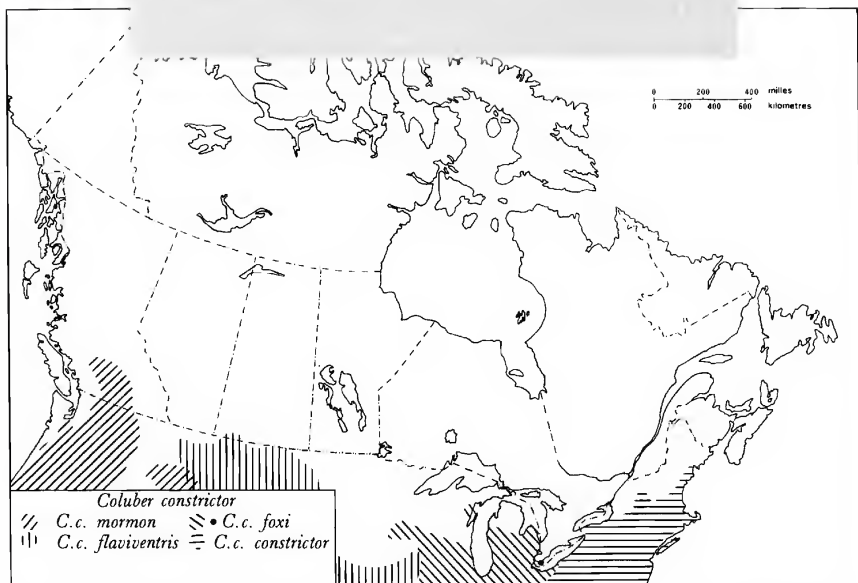 0 200 400 milles
0 200 400 600 kilometres
Coluber constrictor
C.c. mormon C.c. foxi
C.c. flaviventris C.c. constrictor